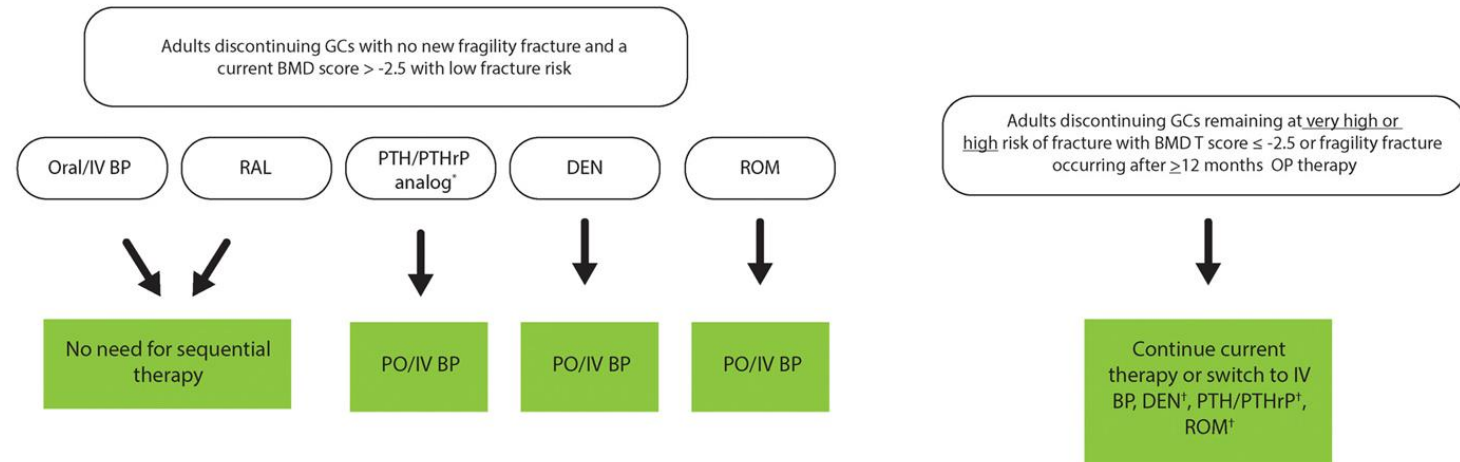 Adults discontinuing GCs with no new fragility fracture and a
current BMD score > -2.5 with low fracture risk
Oral/IV BP
RAL
PTH/PTHrP
analog*
DEN
ROM
No need for sequential
therapy
PO/IV BP
PO/IV BP
PO/IV BP
Adults discontinuing GCs remaining at very high or
high risk of fracture with BMD T score ≤ -2.5 or fragility fracture
occurring after ≥12 months OP therapy
Continue current
therapy or switch to IV
BP, DEN†, PTH/PTHrP†,
ROM†